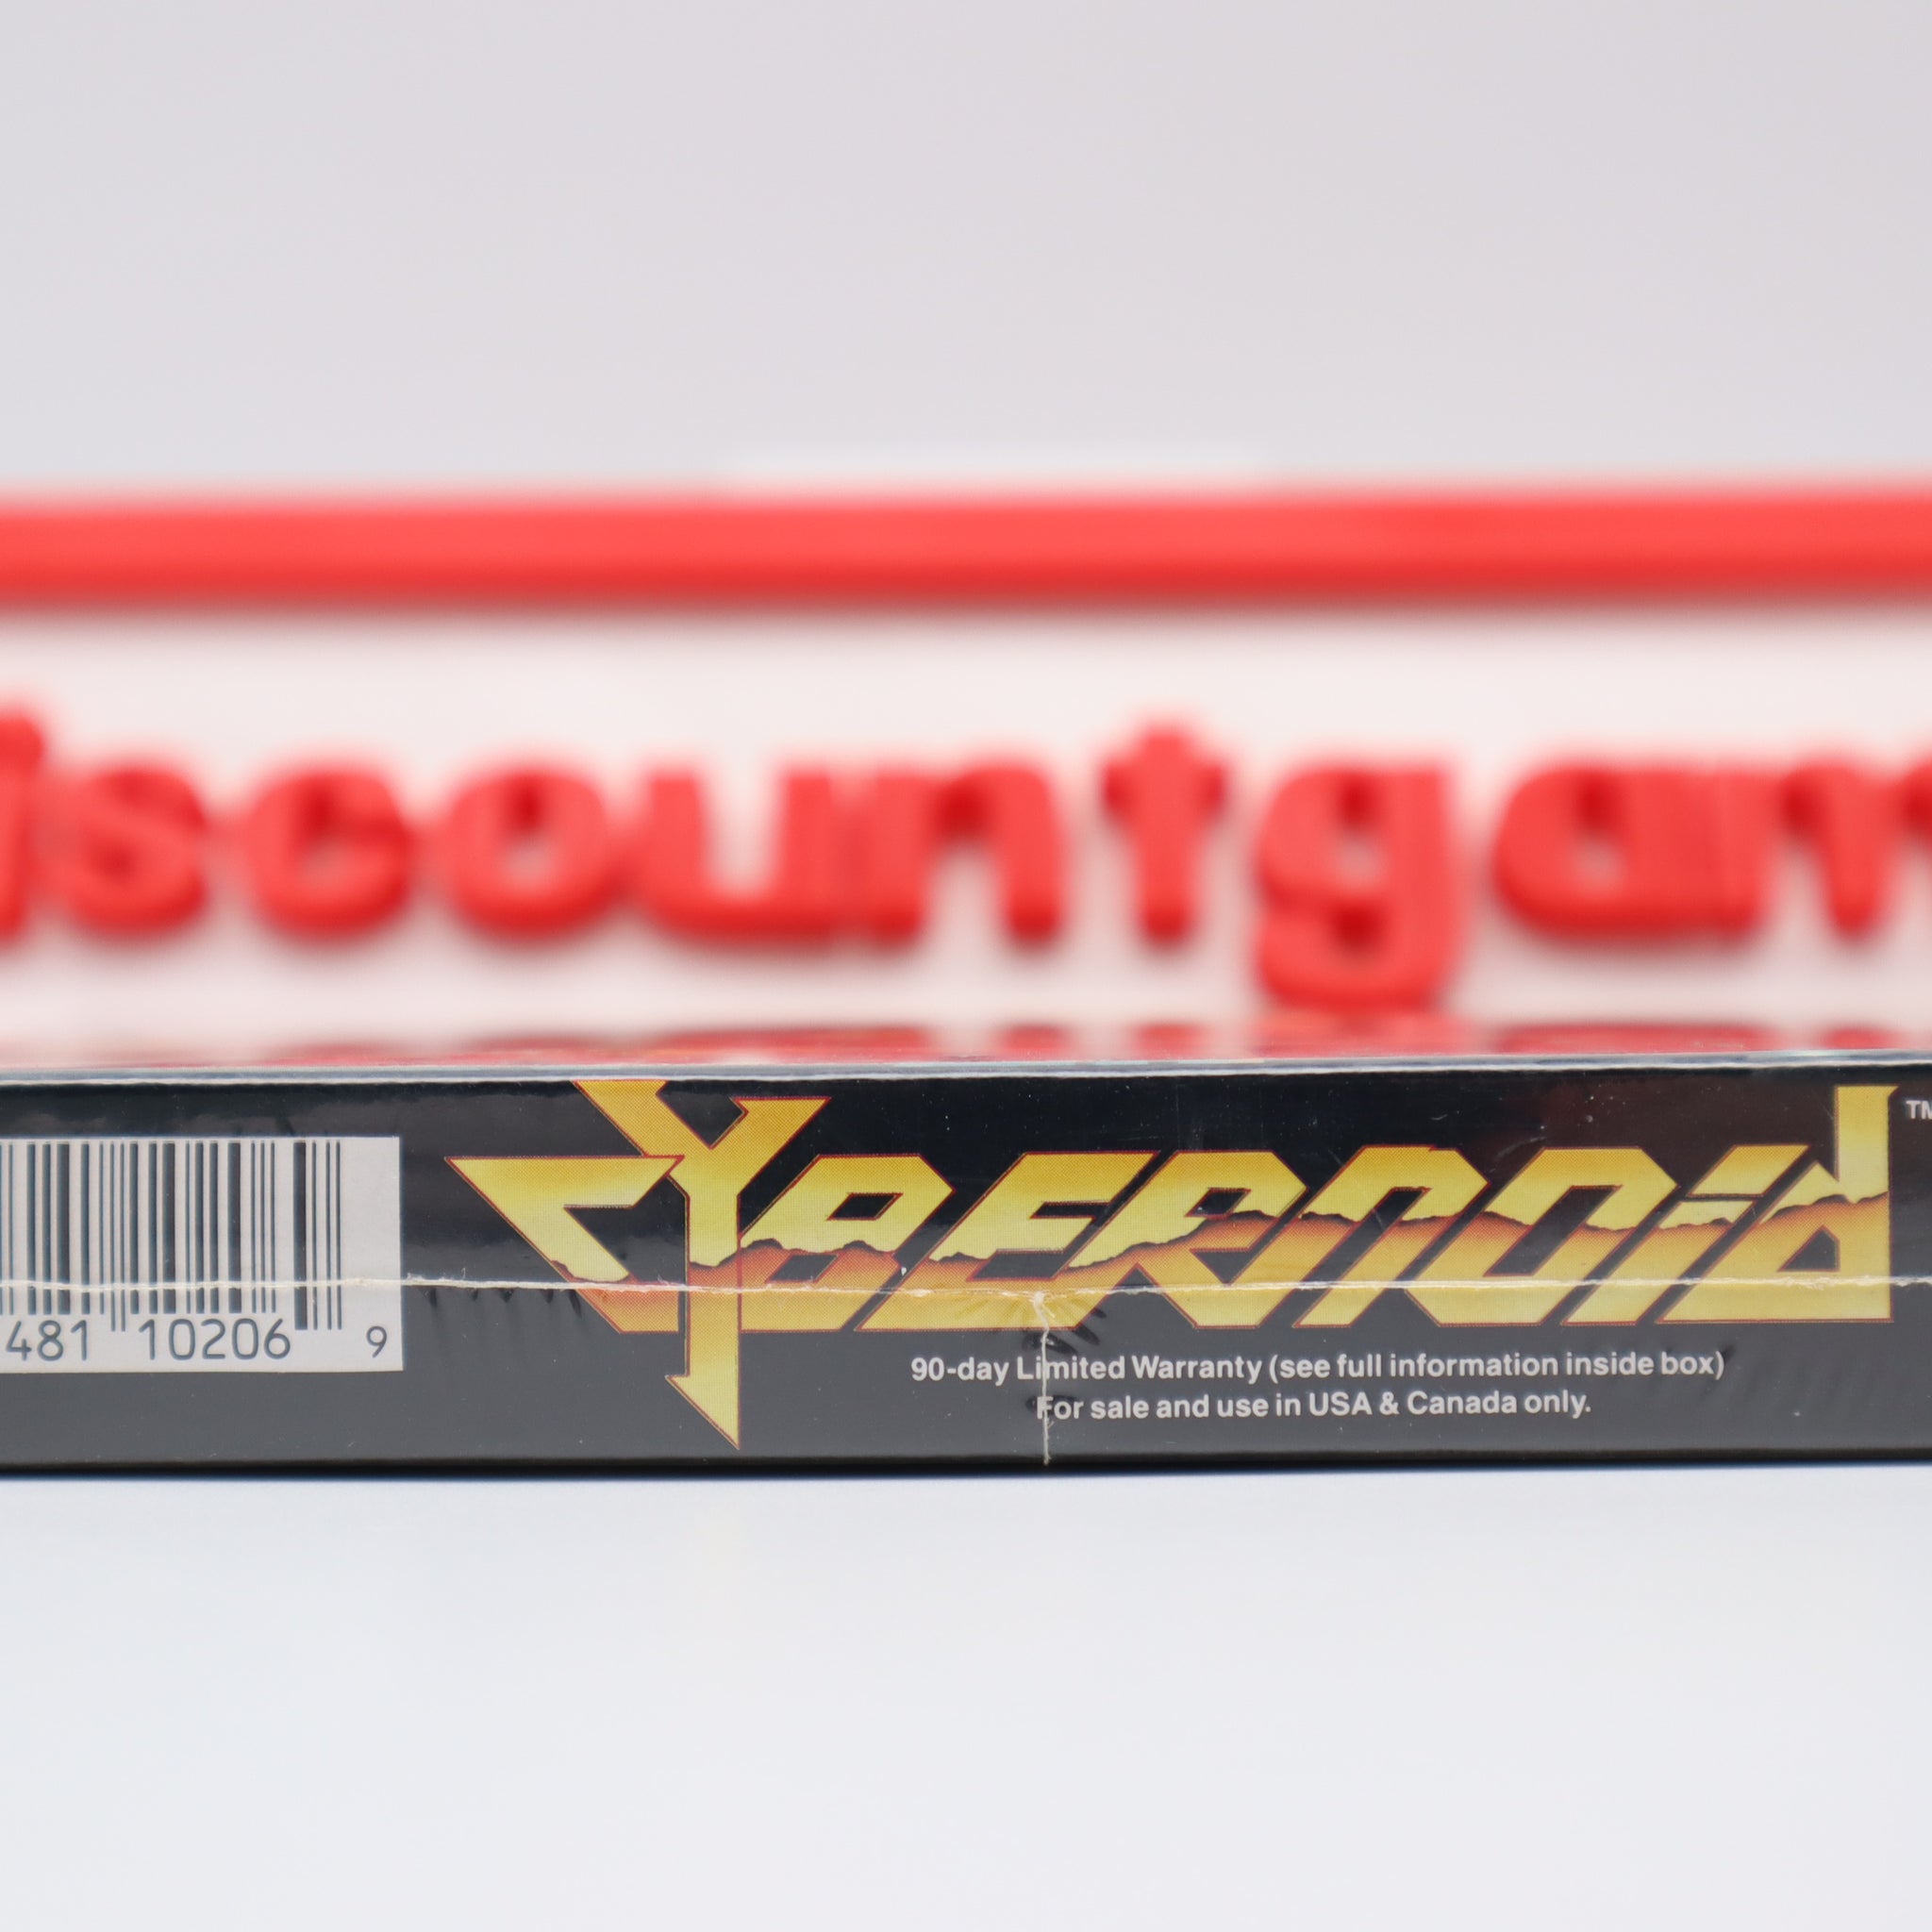 iscountgam
CYBERNOID TM
481 10206 9
90-day Limited Warranty (see full information inside box)
For sale and use in USA & Canada only.